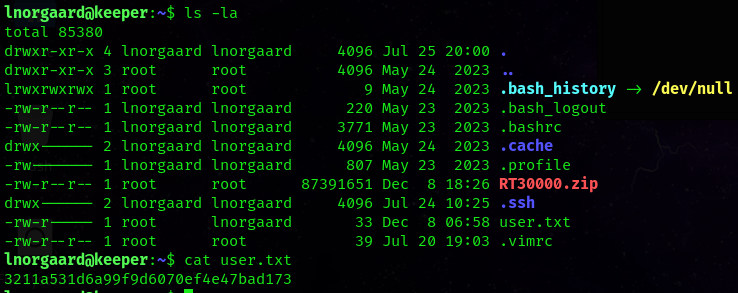 lnorgaard@keeper:~$ ls -la
total 85380
drwxr-xr-x 4 lnorgaard lnorgaard     4096 Jul 25 20:00 .
drwxr-xr-x 3 root      root          4096 May 24  2023 ..
lrwxrwxrwx 1 root      root             9 May 24  2023 .bash_history -> /dev/null
-rw-r--r-- 1 lnorgaard lnorgaard      220 May 23  2023 .bash_logout
-rw-r--r-- 1 lnorgaard lnorgaard     3771 May 23  2023 .bashrc
drwx------ 2 lnorgaard lnorgaard     4096 May 24  2023 .cache
-rw------- 1 lnorgaard lnorgaard      807 May 23  2023 .profile
-rw-r--r-- 1 root      root      87391651 Dec  8 18:26 RT30000.zip
drwx------ 2 lnorgaard lnorgaard     4096 Jul 24 10:25 .ssh
-rw-r----- 1 root      lnorgaard       33 Dec  8 06:58 user.txt
-rw-r--r-- 1 root      root            39 Jul 20 19:03 .vimrc
lnorgaard@keeper:~$ cat user.txt
3211a531d6a99f9d6070ef4e47bad173